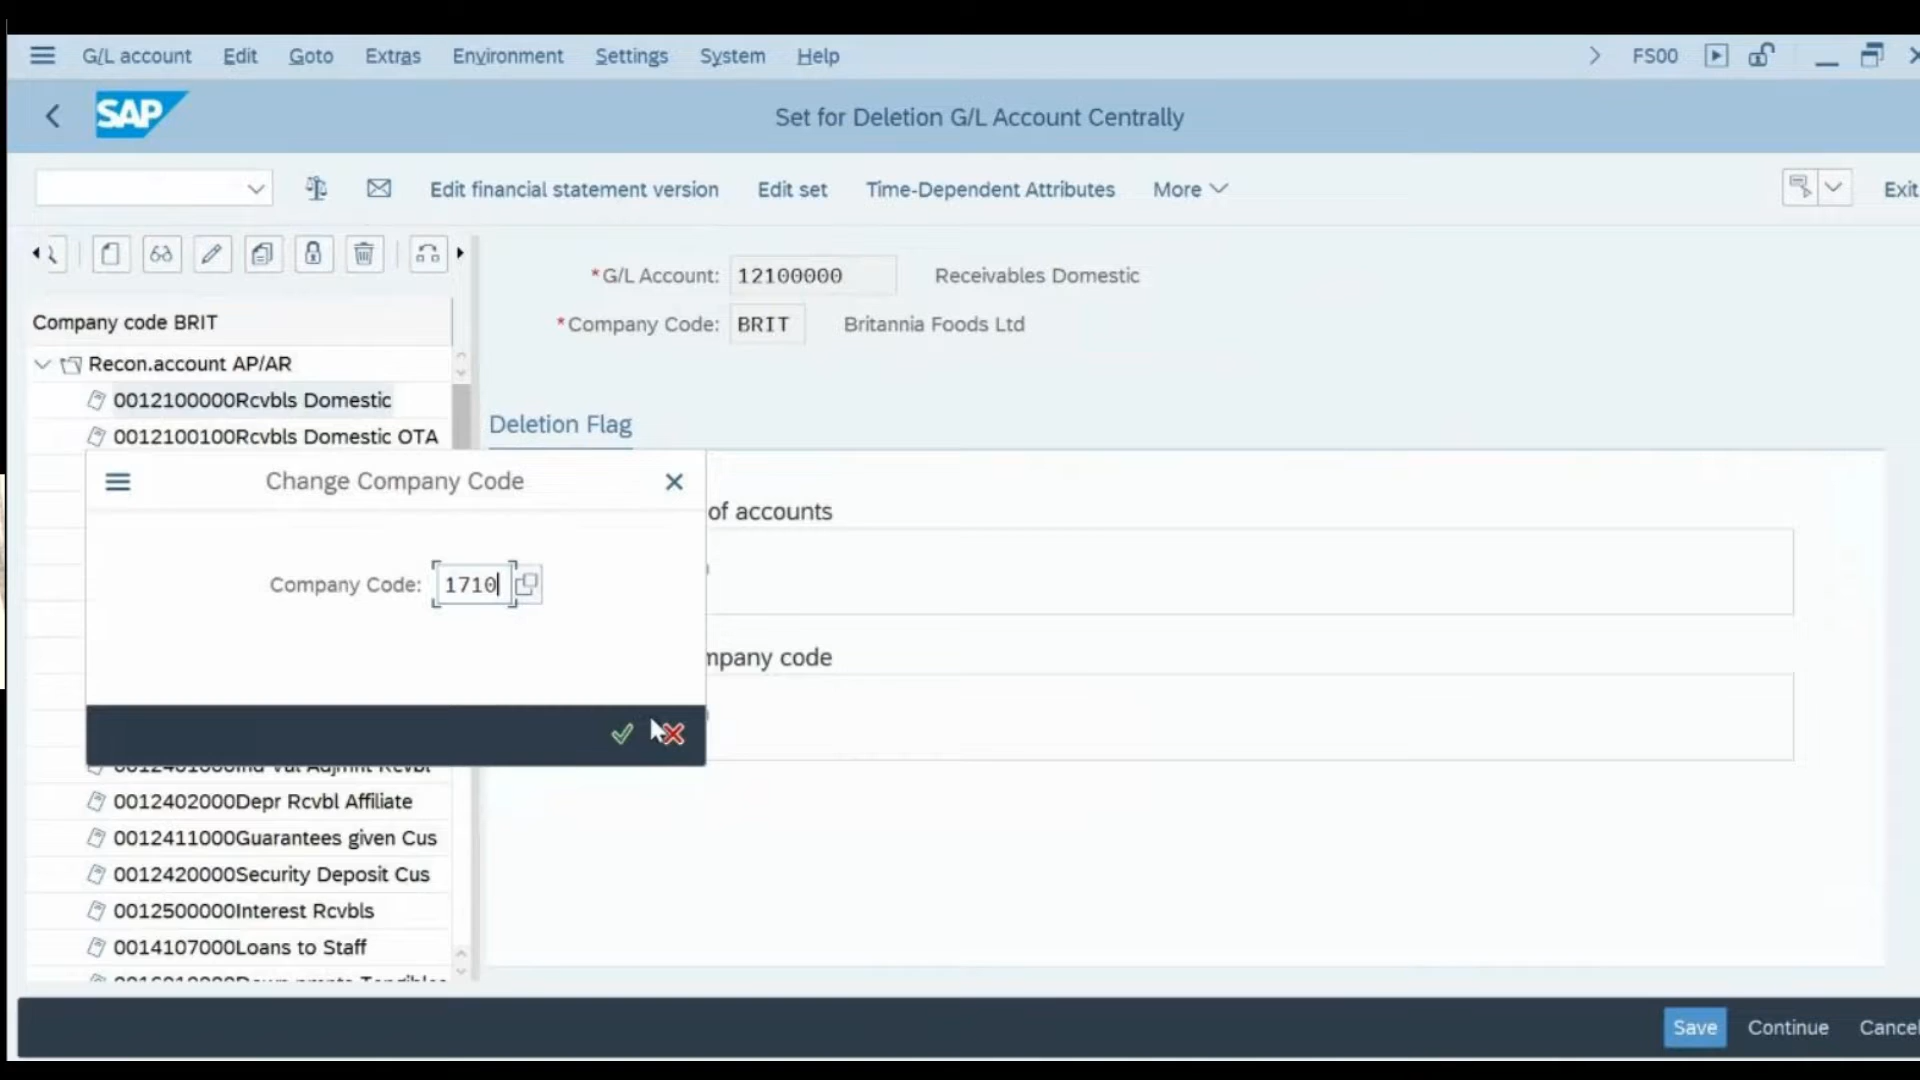 G/L account Edit Goto Extras Environment Settings System Help FS00
SAP Set for Deletion G/L Account Centrally
Edit financial statement version Edit set Time-Dependent Attributes More Exit
*G/L Account: 12100000 Receivables Domestic
Company code BRIT
*Company Code: BRIT Britannia Foods Ltd
Recon.account AP/AR
0012100000Rcvbls Domestic
Deletion Flag
0012100100Rcvbls Domestic OTA
Change Company Code
of accounts
Company Code: 1710
company code
0012402000Depr Rcvbl Affiliate
0012411000Guarantees given Cus
0012420000Security Deposit Cus
0012500000Interest Rcvbls
0014107000Loans to Staff
Save Continue Cancel